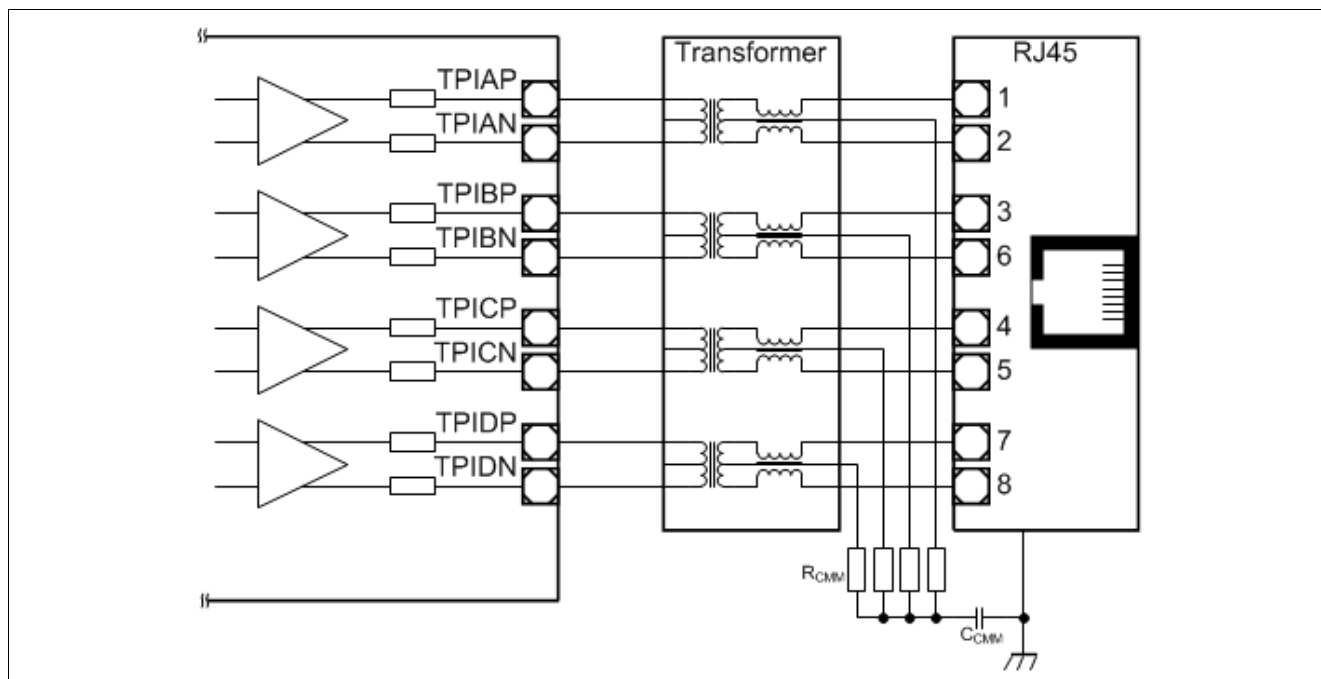 Transformer
RJ45
TPIAP
1
TPIAN
2
TPIBP
3
TPIBN
6
TPICP
4
TPICN
5
TPIDP
7
TPIDN
8
RCMM
CCMM